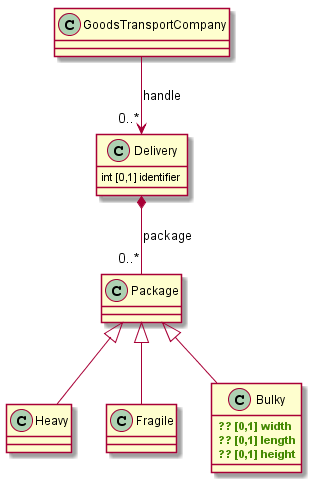 C GoodsTransportCompany
handle
0..*
C Delivery
int [0,1] identifier
package
0..*
C Package
C Heavy
C Fragile
C Bulky
?? [0,1] width
?? [0,1] length
?? [0,1] height